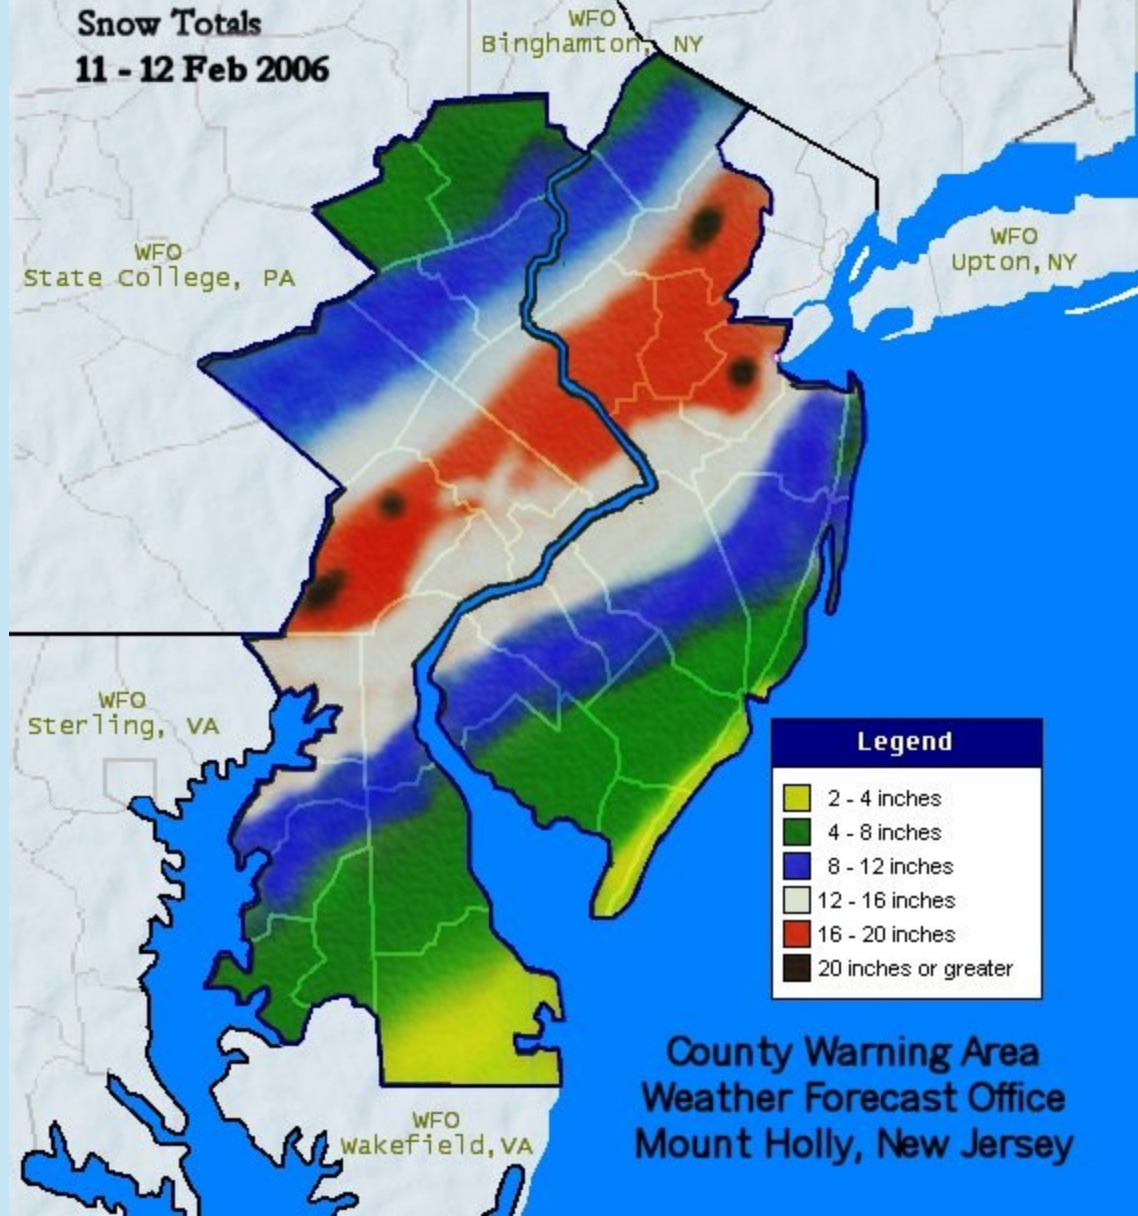 Snow Totals
11 - 12 Feb 2006
WFO
Binghamton, NY
WFO
State College, PA
WFO
Upton, NY
WFO
Sterling, VA
Legend
2 - 4 inches
4 - 8 inches
8 - 12 inches
12 - 16 inches
16 - 20 inches
20 inches or greater
County Warning Area
Weather Forecast Office
Mount Holly, New Jersey
WFO
Wakefield, VA